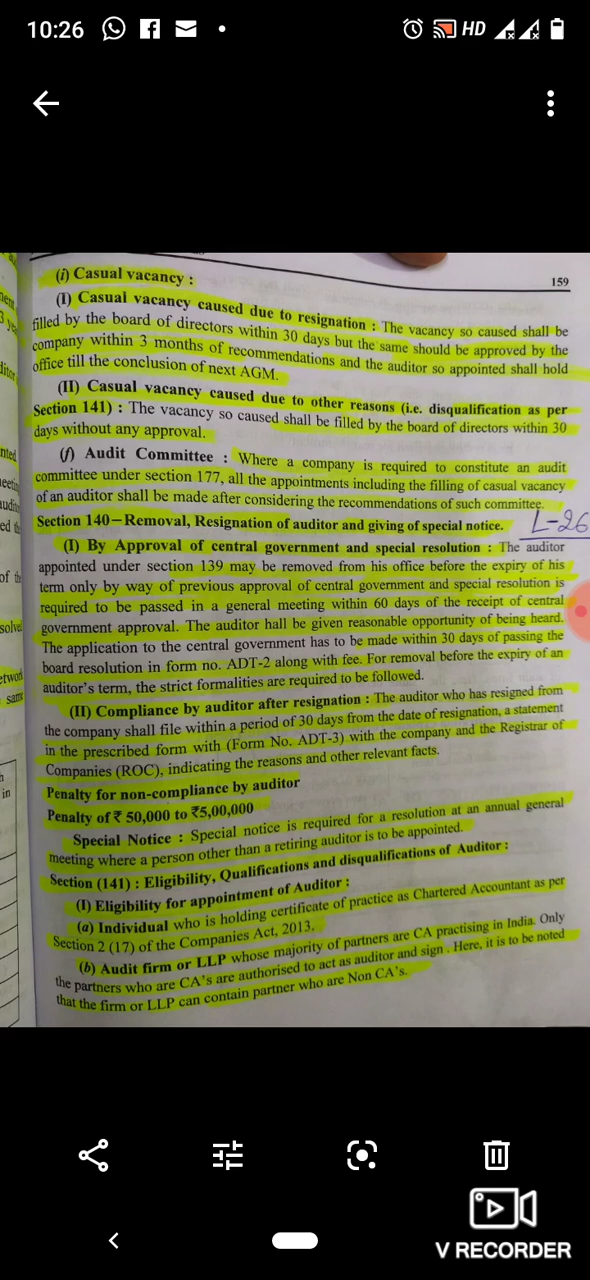 10:26
HD
159
(i) Casual vacancy :
(I) Casual vacancy caused due to resignation : The vacancy so caused shall be
filled by the board of directors within 30 days but the same should be approved by the
company within 3 months of recommendations and the auditor so appointed shall hold
office till the conclusion of next AGM.
(II) Casual vacancy caused due to other reasons (i.e. disqualification as per
Section 141) : The vacancy so caused shall be filled by the board of directors within 30
days without any approval.
(f) Audit Committee : Where a company is required to constitute an audit
committee under section 177, all the appointments including the filling of casual vacancy
of an auditor shall be made after considering the recommendations of such committee.
Section 140–Removal, Resignation of auditor and giving of special notice.
L-26
(I) By Approval of central government and special resolution : The auditor
appointed under section 139 may be removed from his office before the expiry of his
term only by way of previous approval of central government and special resolution is
required to be passed in a general meeting within 60 days of the receipt of central
government approval. The auditor hall be given reasonable opportunity of being heard.
The application to the central government has to be made within 30 days of passing the
board resolution in form no. ADT-2 along with fee. For removal before the expiry of an
auditor's term, the strict formalities are required to be followed.
(II) Compliance by auditor after resignation : The auditor who has resigned from
the company shall file within a period of 30 days from the date of resignation, a statement
in the prescribed form with (Form No. ADT-3) with the company and the Registrar of
Companies (ROC), indicating the reasons and other relevant facts.
Penalty for non-compliance by auditor
Penalty of ₹ 50,000 to ₹5,00,000
Special Notice : Special notice is required for a resolution at an annual general
meeting where a person other than a retiring auditor is to be appointed.
Section (141) : Eligibility, Qualifications and disqualifications of Auditor :
(I) Eligibility for appointment of Auditor :
(a) Individual who is holding certificate of practice as Chartered Accountant as per
Section 2 (17) of the Companies Act, 2013.
(b) Audit firm or LLP whose majority of partners are CA practising in India. Only
the partners who are CA's are authorised to act as auditor and sign . Here, it is to be noted
that the firm or LLP can contain partner who are Non CA's.
V RECORDER